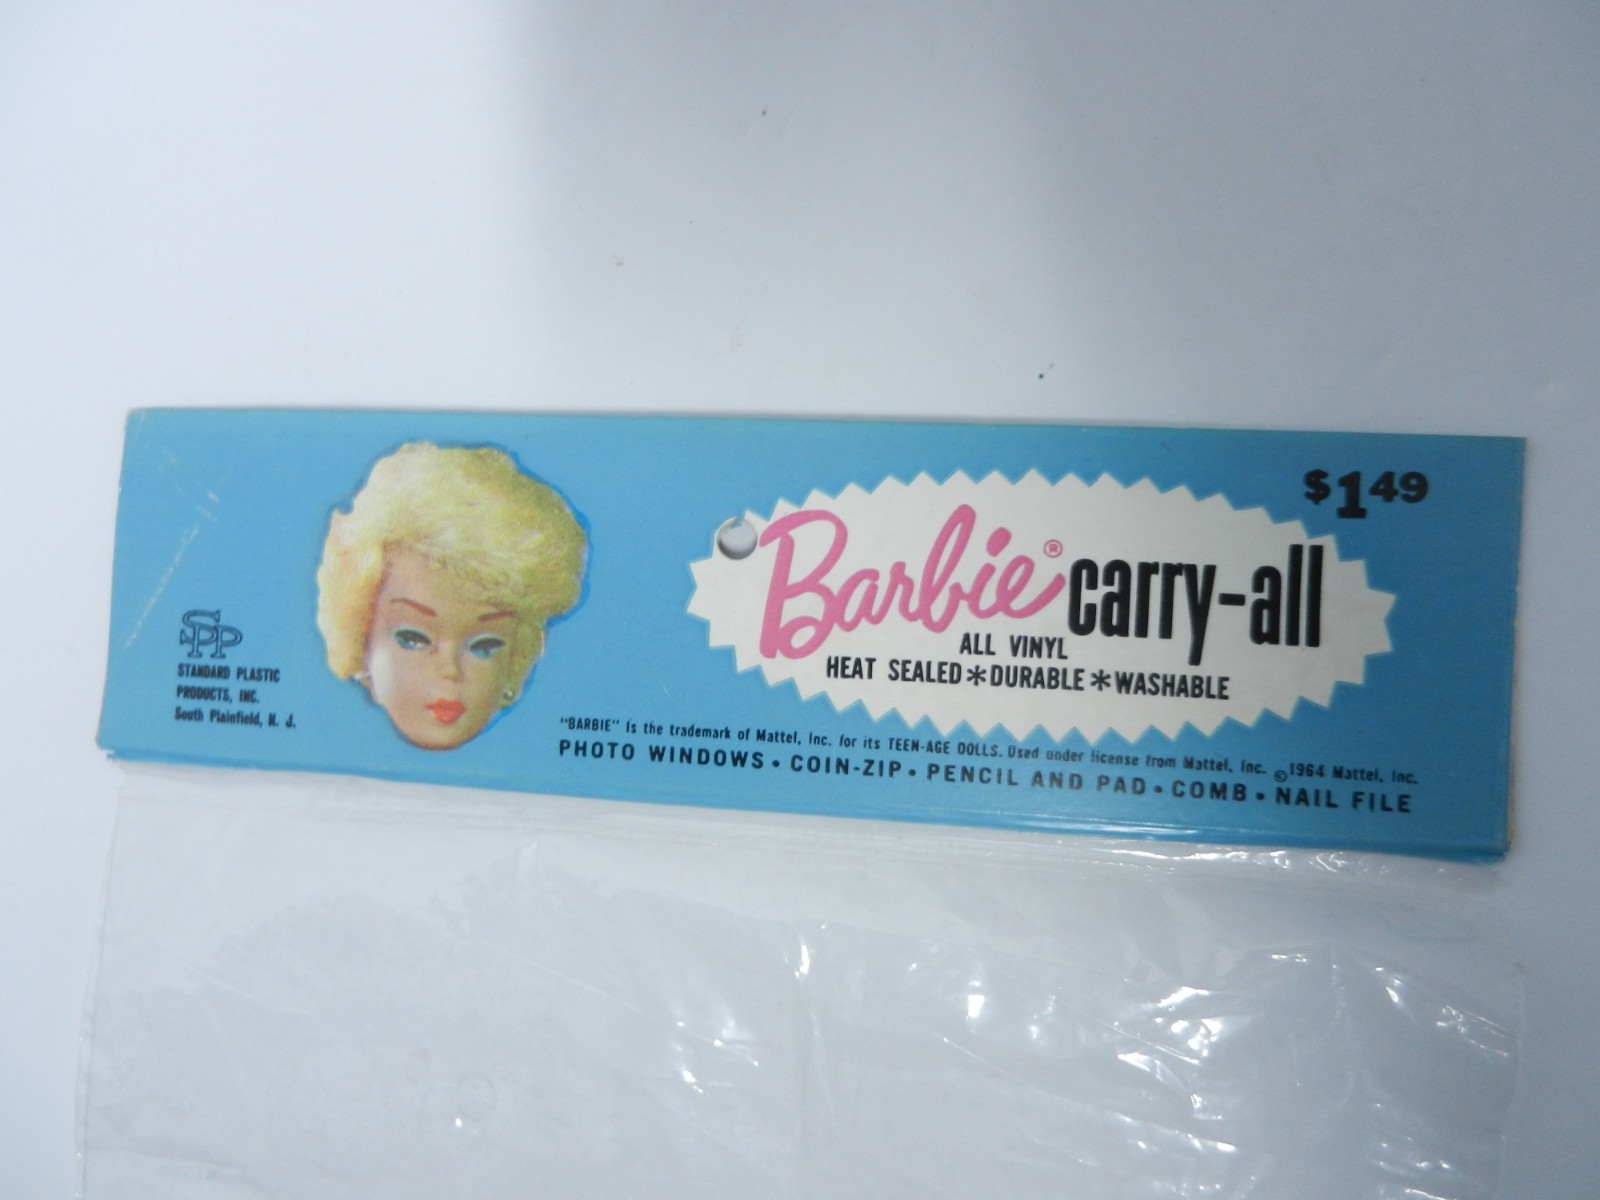 $1.49
Barbie® carry-all
ALL VINYL
HEAT SEALED*DURABLE*WASHABLE
SPP
STANDARD PLASTIC
PRODUCTS, INC.
South Plainfield, N. J.
"BARBIE" is the trademark of Mattel, Inc. for its TEEN-AGE DOLLS. Used under license from Mattel, Inc. ©1964 Mattel, Inc.
PHOTO WINDOWS • COIN-ZIP • PENCIL AND PAD • COMB • NAIL FILE